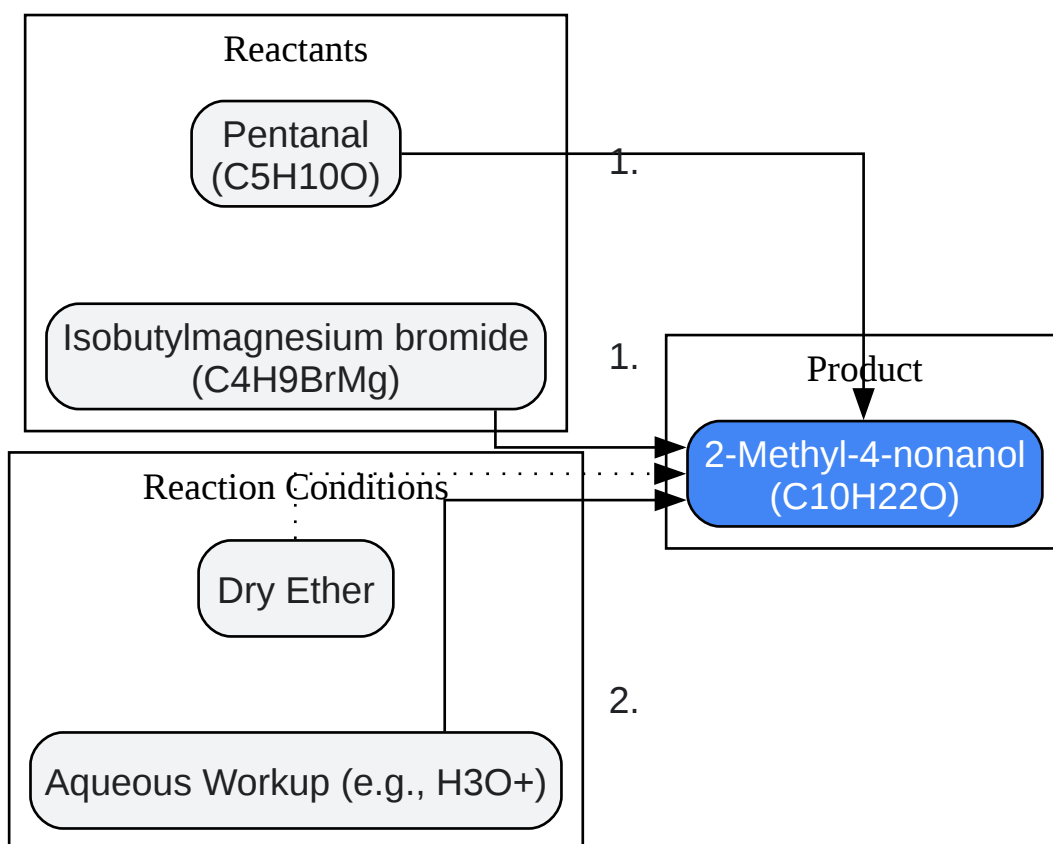 Reactants
Pentanal
(C5H10O)
1.
Isobutylmagnesium bromide
(C4H9BrMg)
1.
Product
2-Methyl-4-nonanol
(C10H22O)
Reaction Conditions
Dry Ether
2.
Aqueous Workup (e.g., H3O+)